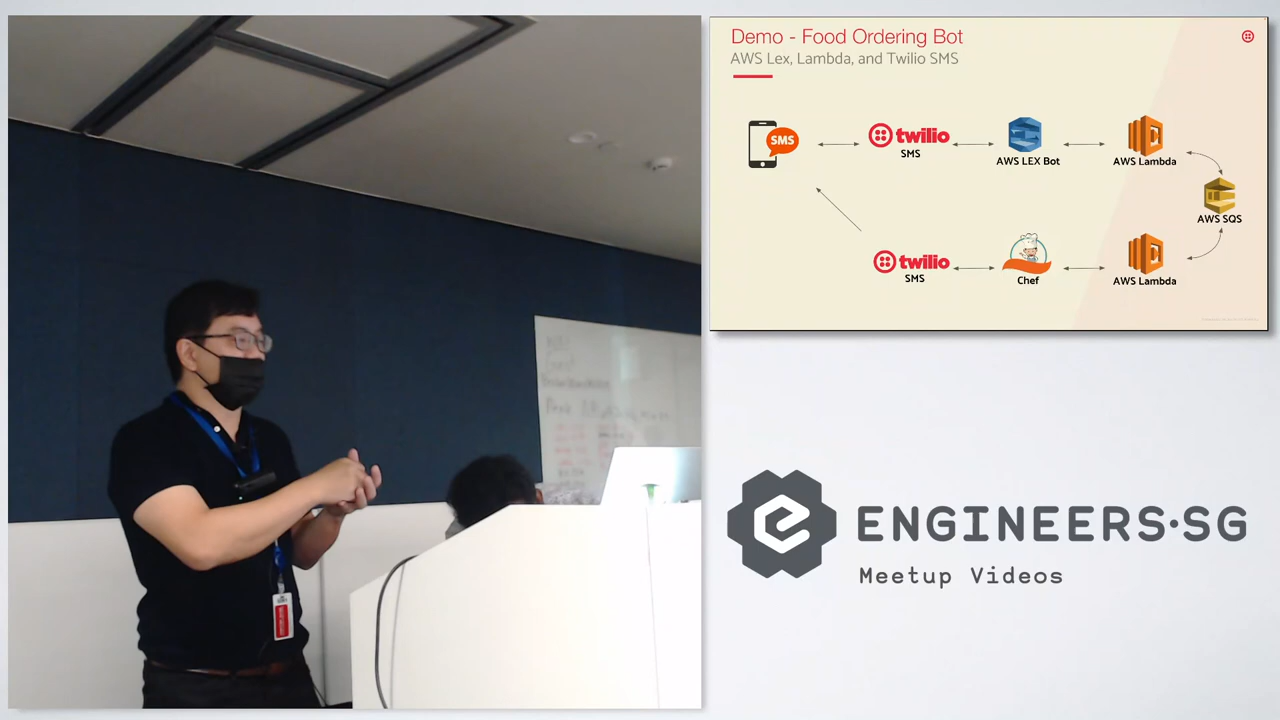 Demo - Food Ordering Bot
AWS Lex, Lambda, and Twilio SMS
SMS
twilio
SMS
AWS LEX Bot
AWS Lambda
AWS SQS
twilio
SMS
Chef
AWS Lambda
ENGINEERS·SG
Meetup Videos